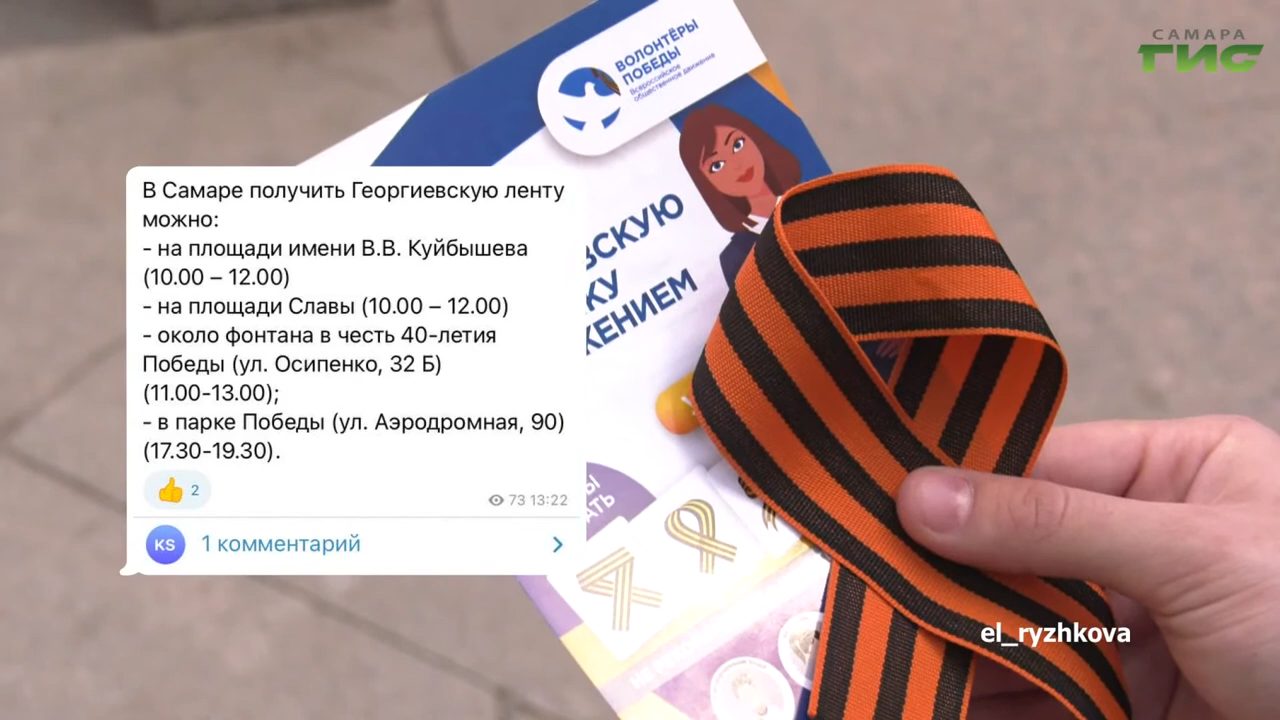 САМАРА
ГИС
ВОЛОНТЁРЫ
ПОБЕДЫ
Всероссийское
общественное движение
В Самаре получить Георгиевскую ленту
можно:
- на площади имени В.В. Куйбышева
(10.00 – 12.00)
- на площади Славы (10.00 – 12.00)
- около фонтана в честь 40-летия
Победы (ул. Осипенко, 32 Б)
(11.00-13.00);
- в парке Победы (ул. Аэродромная, 90)
(17.30-19.30).
2
73 13:22
KS 1 комментарий
el_ryzhkova